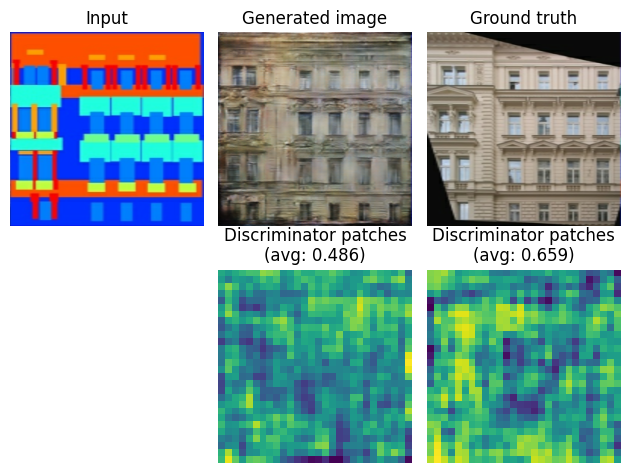 Input
Generated image
Ground truth
Discriminator patches
(avg: 0.486)
Discriminator patches
(avg: 0.659)